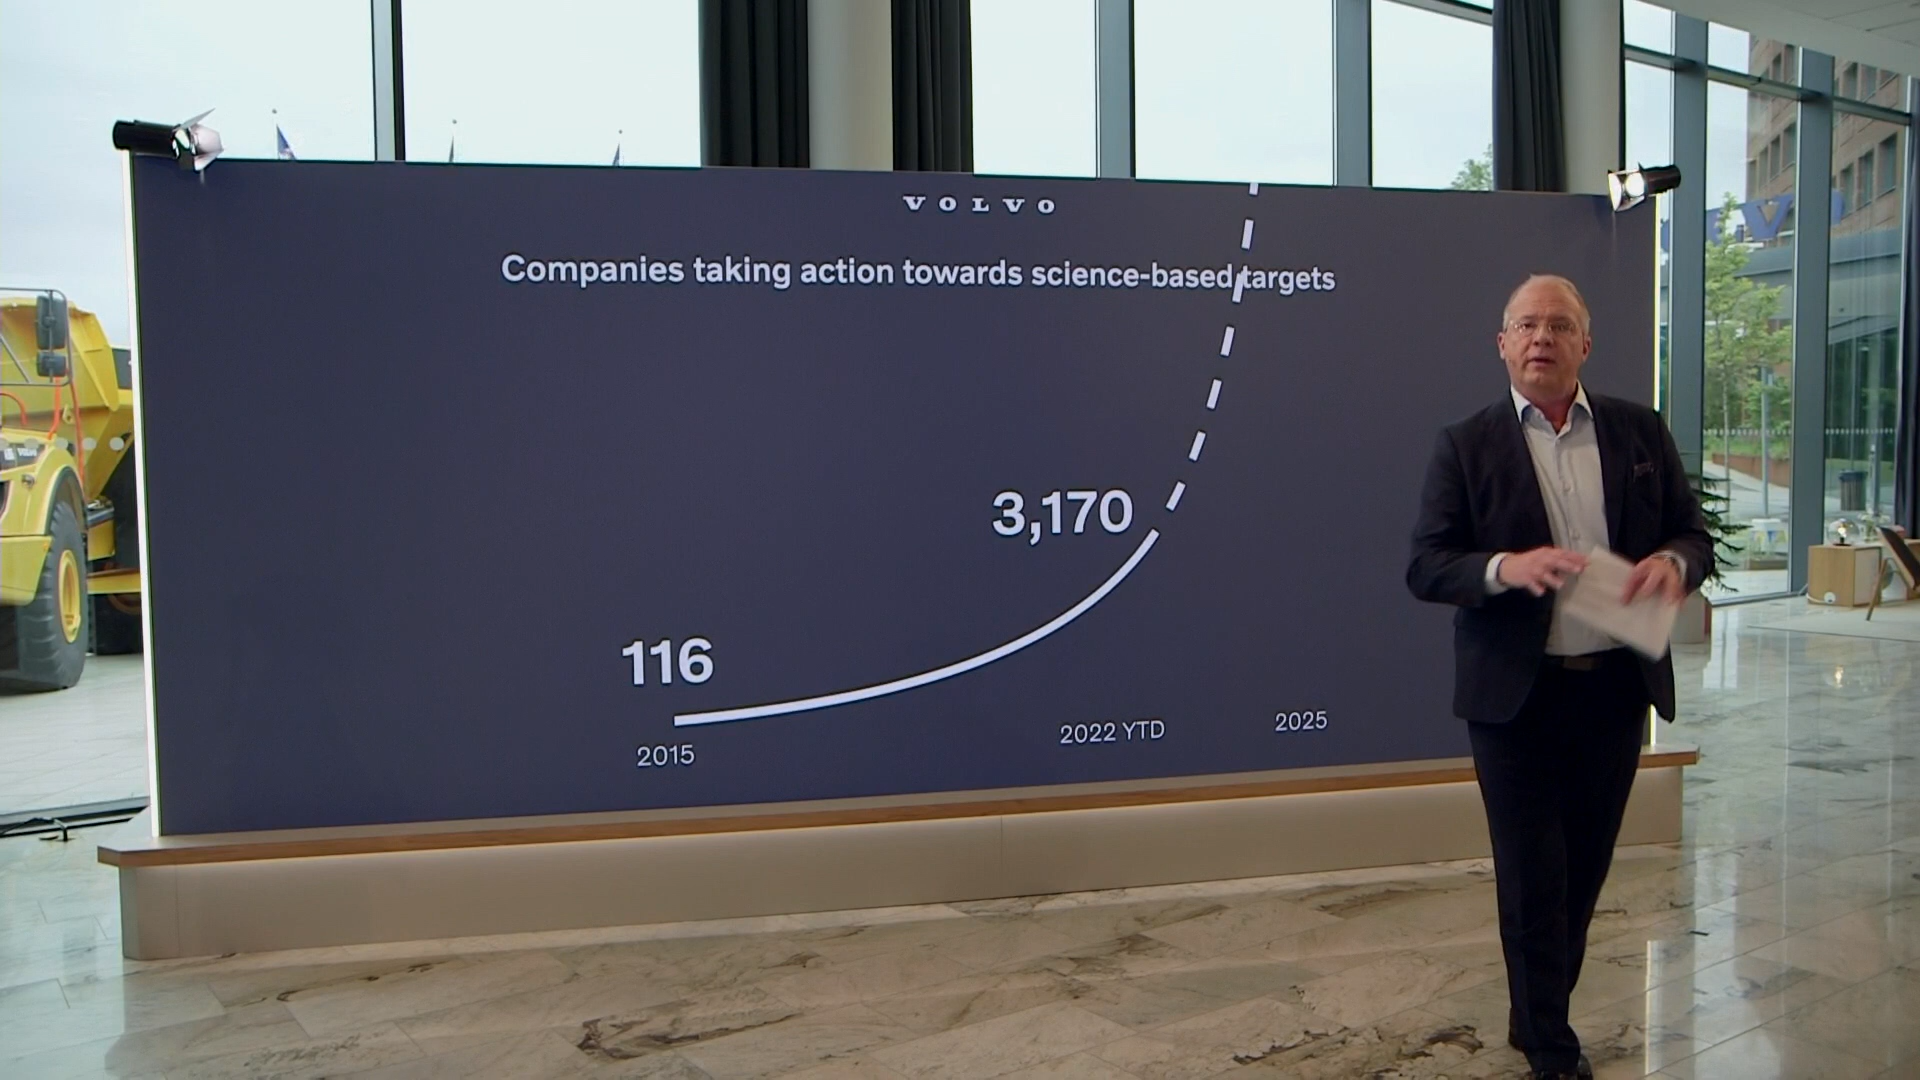 VOLVO
Companies taking action towards science-based targets
3,170
116
2015
2022 YTD
2025